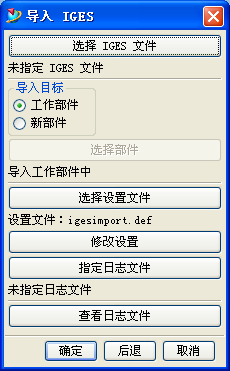 导入 IGES
选择 IGES 文件
未指定 IGES 文件
导入目标
工作部件
新部件
选择部件
导入工作部件中
选择设置文件
设置文件：igesimport.def
修改设置
指定日志文件
未指定日志文件
查看日志文件
确定 后退 取消